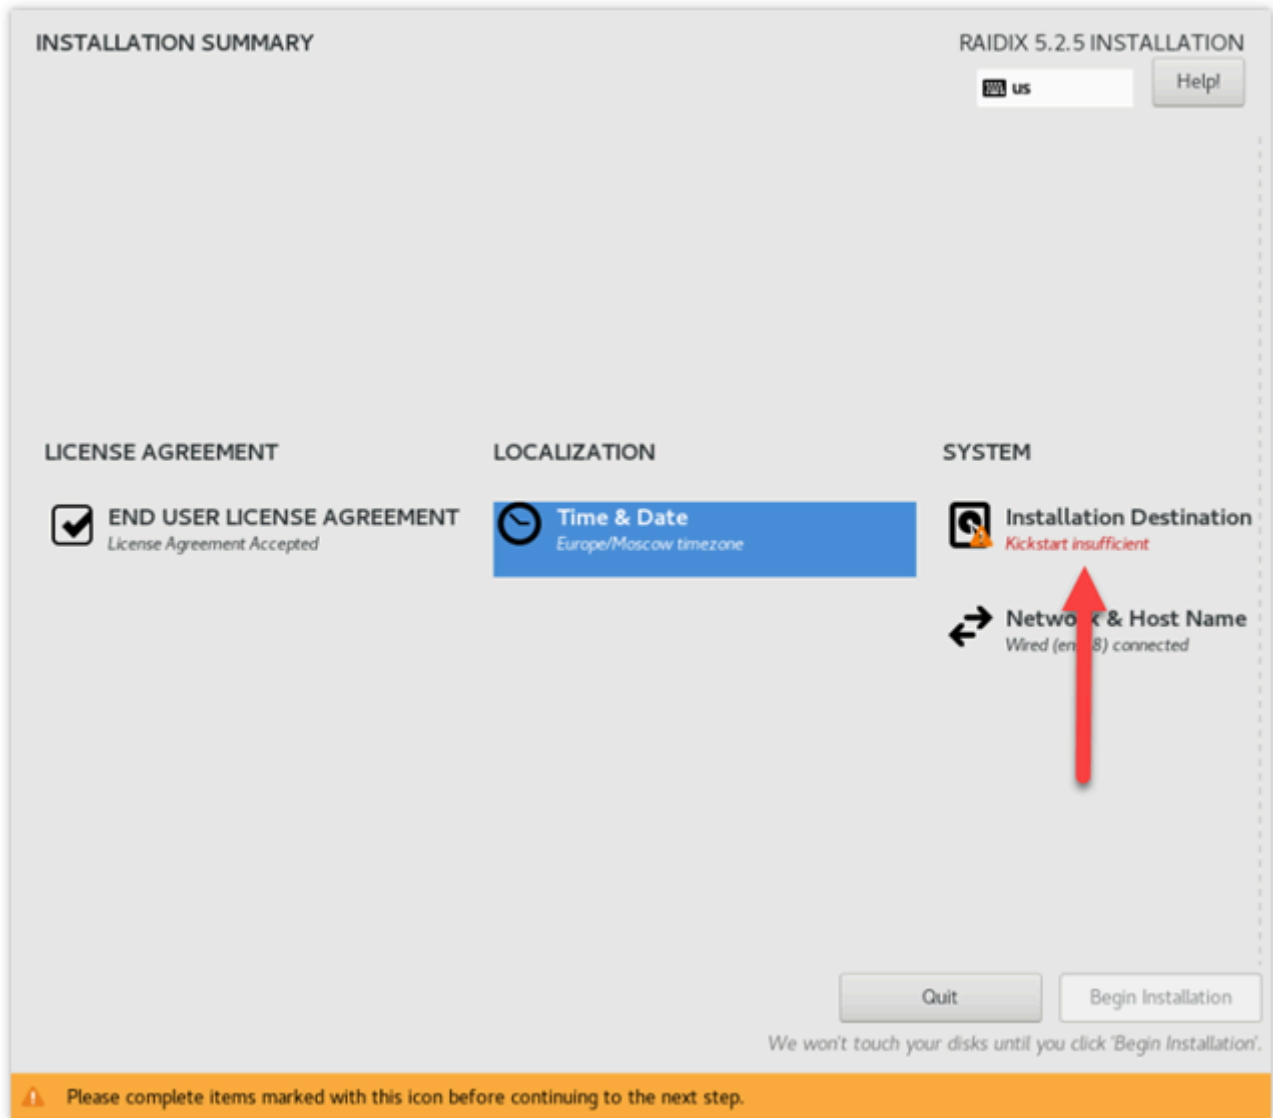 INSTALLATION SUMMARY
RAIDIX 5.2.5 INSTALLATION
us
Help!
LICENSE AGREEMENT
END USER LICENSE AGREEMENT
License Agreement Accepted
LOCALIZATION
Time & Date
Europe/Moscow timezone
SYSTEM
Installation Destination
Kickstart insufficient
& Host Name
Wired connected
Quit
Begin Installation
We won't touch your disks until you click 'Begin Installation'.
Please complete items marked with this icon before continuing to the next step.